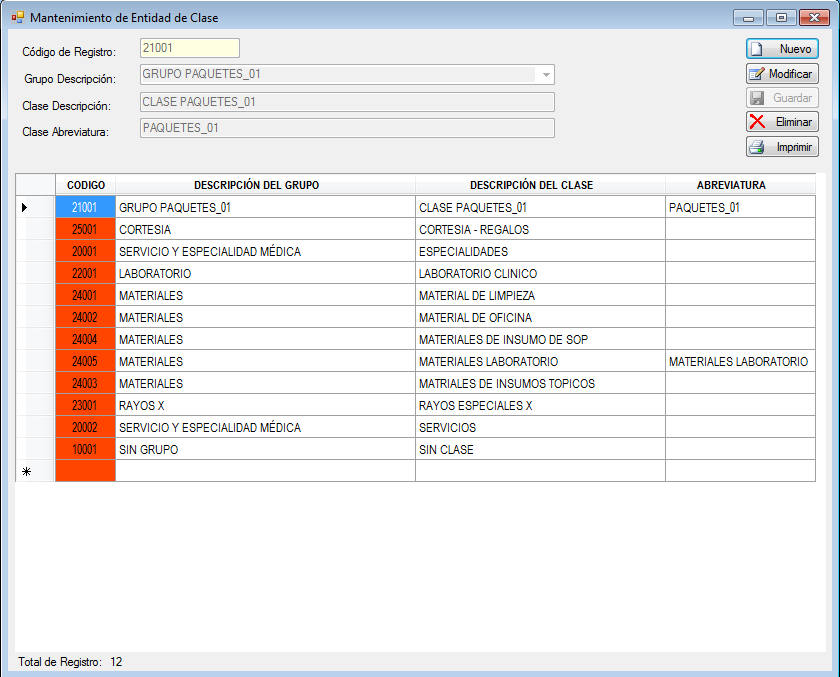 Mantenimiento de Entidad de Clase
Código de Registro: 21001 Nuevo
Grupo Descripción: GRUPO PAQUETES_01 Modificar
Clase Descripción: CLASE PAQUETES_01 Guardar
Clase Abreviatura: PAQUETES_01 Eliminar
Imprimir
CODIGO DESCRIPCIÓN DEL GRUPO DESCRIPCIÓN DEL CLASE ABREVIATURA
21001 GRUPO PAQUETES_01 CLASE PAQUETES_01 PAQUETES_01
25001 CORTESIA CORTESIA - REGALOS
20001 SERVICIO Y ESPECIALIDAD MÉDICA ESPECIALIDADES
22001 LABORATORIO LABORATORIO CLINICO
24001 MATERIALES MATERIAL DE LIMPIEZA
24002 MATERIALES MATERIAL DE OFICINA
24004 MATERIALES MATERIALES DE INSUMO DE SOP
24005 MATERIALES MATERIALES LABORATORIO MATERIALES LABORATORIO
24003 MATERIALES MATRIALES DE INSUMOS TOPICOS
23001 RAYOS X RAYOS ESPECIALES X
20002 SERVICIO Y ESPECIALIDAD MÉDICA SERVICIOS
10001 SIN GRUPO SIN CLASE
Total de Registro: 12